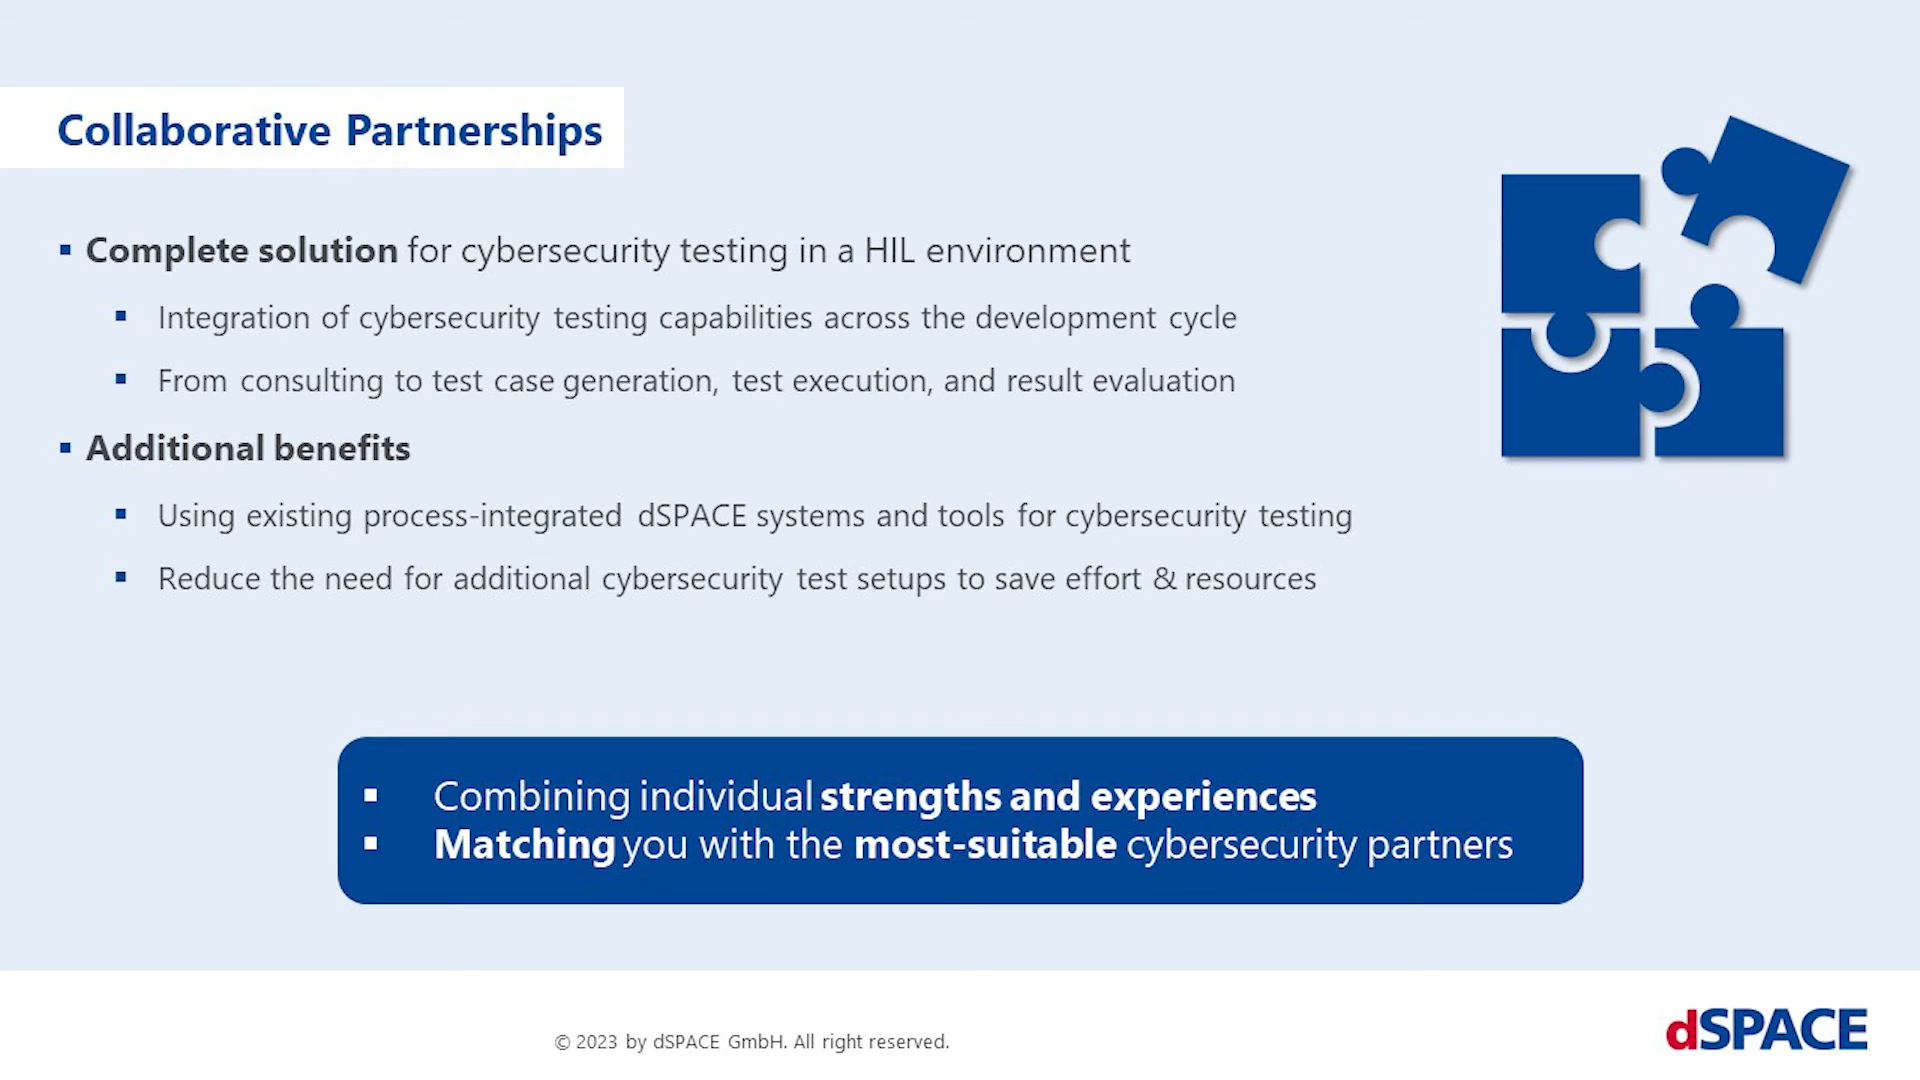 Collaborative Partnerships
▪ Complete solution for cybersecurity testing in a HIL environment
▪ Integration of cybersecurity testing capabilities across the development cycle
▪ From consulting to test case generation, test execution, and result evaluation
▪ Additional benefits
▪ Using existing process-integrated dSPACE systems and tools for cybersecurity testing
▪ Reduce the need for additional cybersecurity test setups to save effort & resources
▪ Combining individual strengths and experiences
▪ Matching you with the most-suitable cybersecurity partners
© 2023 by dSPACE GmbH. All right reserved.
dSPACE